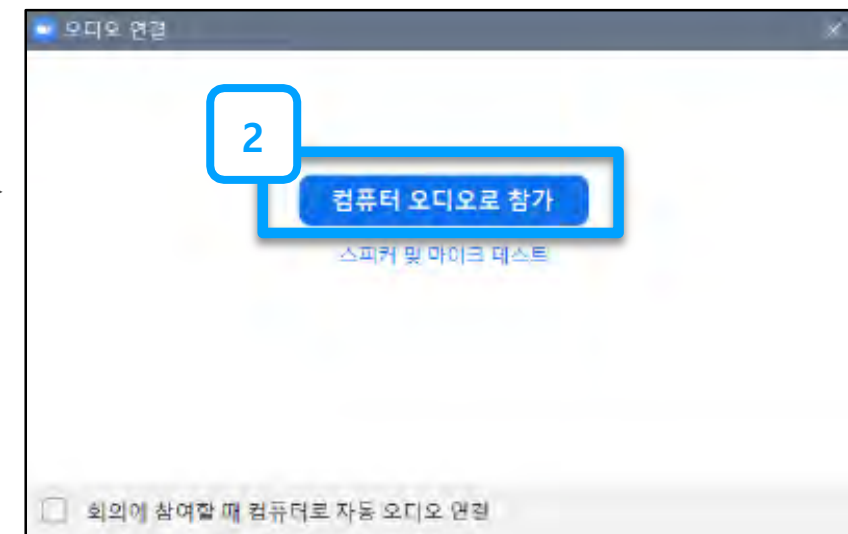 오디오 연결
2
컴퓨터 오디오로 참가
스피커 및 마이크 테스트
회의에 참여할 때 컴퓨터로 자동 오디오 연결